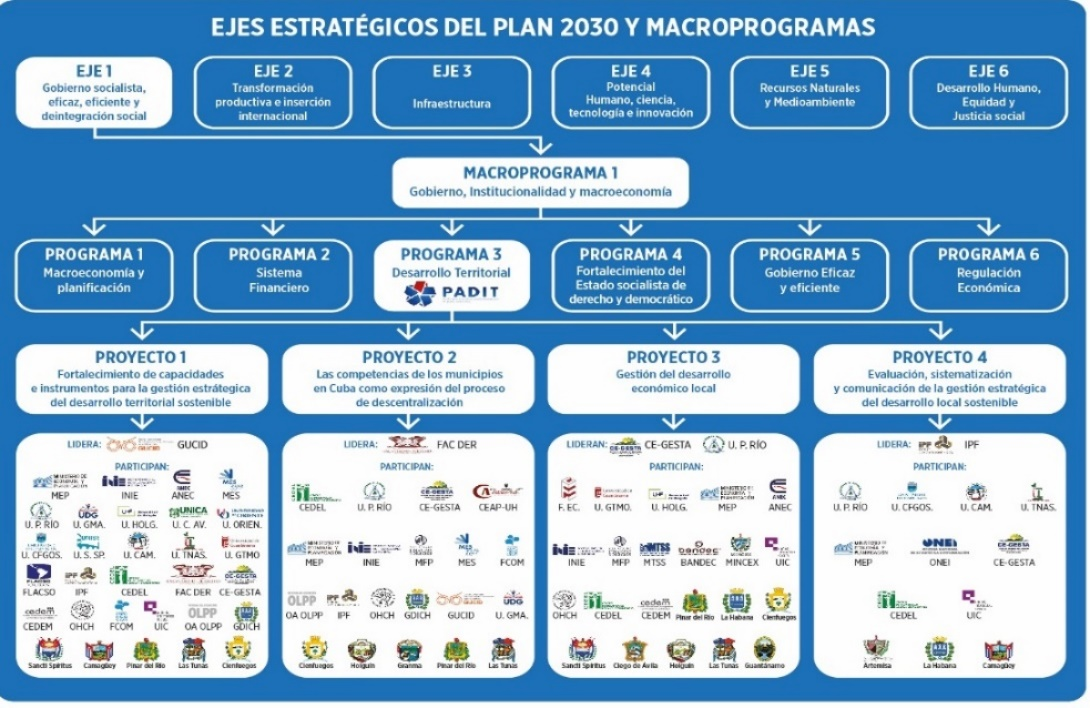 EJES ESTRATÉGICOS DEL PLAN 2030 Y MACROPROGRAMAS
EJE 1
Gobierno socialista,
eficaz, eficiente y
deintegración social
EJE 2
Transformación
productiva e inserción
internacional
EJE 3
Infraestructura
EJE 4
Potencial
Humano, ciencia,
tecnología e innovación
EJE 5
Recursos Naturales
y Medioambiente
EJE 6
Desarrollo Humano,
Equidad y
Justicia social
MACROPROGRAMA 1
Gobierno, Institucionalidad y macroeconomía
PROGRAMA 1
Macroeconomía y
planificación
PROGRAMA 2
Sistema
Financiero
PROGRAMA 3
Desarrollo Territorial
PADIT
PROGRAMA 4
Fortalecimiento del
Estado socialista de
derecho y democrático
PROGRAMA 5
Gobierno Eficaz
y eficiente
PROGRAMA 6
Regulación
Económica
PROYECTO 1
Fortalecimiento de capacidades
e instrumentos para la gestión estrátegica
del desarrollo territorial sostenible
PROYECTO 2
Las competencias de los municipios
en Cuba como expresión del proceso
de descentralización
PROYECTO 3
Gestión del desarrollo
económico local
PROYECTO 4
Evaluación, sistematización
y comunicación de la gestión estratégica
del desarrollo local sostenible
LIDERA: GUCID
PARTICIPAN:
MEP INIE ANEC MES
U. P. RÍO U. GMA. U. HOLG. U. C. AV. U. ORIEN.
U. CFGOS. U. S. SP. U. CAM. U. TNAS. U. GTMO
FLACSO IPF CEDEL FAC DER CE-GESTA
CEDEM OHCH FCOM UIC OA OLPP GDICH
Sancti Spíritus Camagüey Pinar del Río Las Tunas Cienfuegos
LIDERA: FAC DER
PARTICIPAN:
CEDEL U. P. RÍO CE-GESTA CEAP-UH
MEP INIE MFP MES FCOM
OA OLPP IPF OHCH GDICH GUCID U. GMA.
Cienfuegos Holguín Granma Pinar del Río Las Tunas
LIDERAN: CE-GESTA U. P. RÍO
PARTICIPAN:
F. EC. U. GTMO. U. HOLG. MEP ANEC
INIE MFP MTSS BANDEC MINCEX UIC
OHCH CEDEL CEDEM Pinar del Río La Habana Cienfuegos
Sancti Spíritus Ciego de Ávila Holguín Las Tunas Guantánamo
LIDERA: IPF
PARTICIPAN:
U. P. RÍO U. CFGOS. U. CAM. U. TNAS.
MEP ONEI CE-GESTA
CEDEL UIC
Artemisa La Habana Camagüey